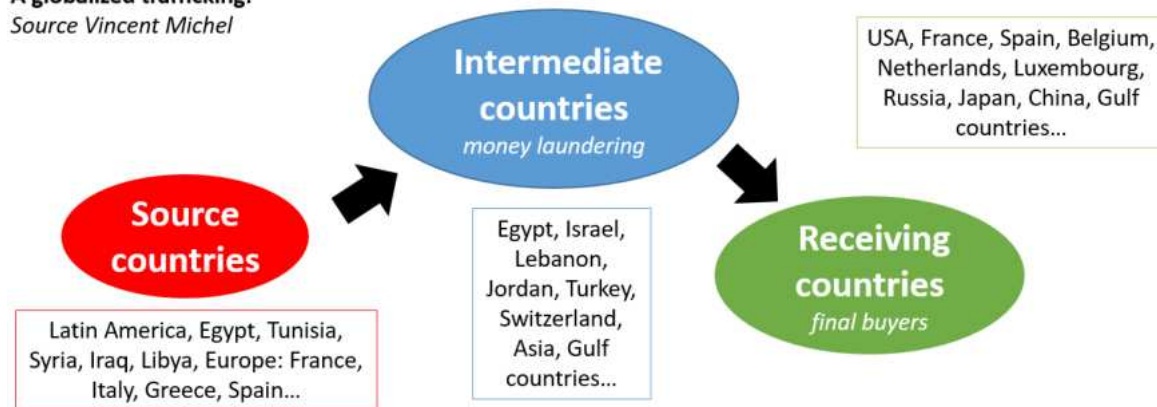 A globalized trafficking.
Source Vincent Michel
Intermediate
countries
money laundering
USA, France, Spain, Belgium,
Netherlands, Luxembourg,
Russia, Japan, China, Gulf
countries…
Source
countries
Latin America, Egypt, Tunisia,
Syria, Iraq, Libya, Europe: France,
Italy, Greece, Spain…
Egypt, Israel,
Lebanon,
Jordan, Turkey,
Switzerland,
Asia, Gulf
countries…
Receiving
countries
final buyers